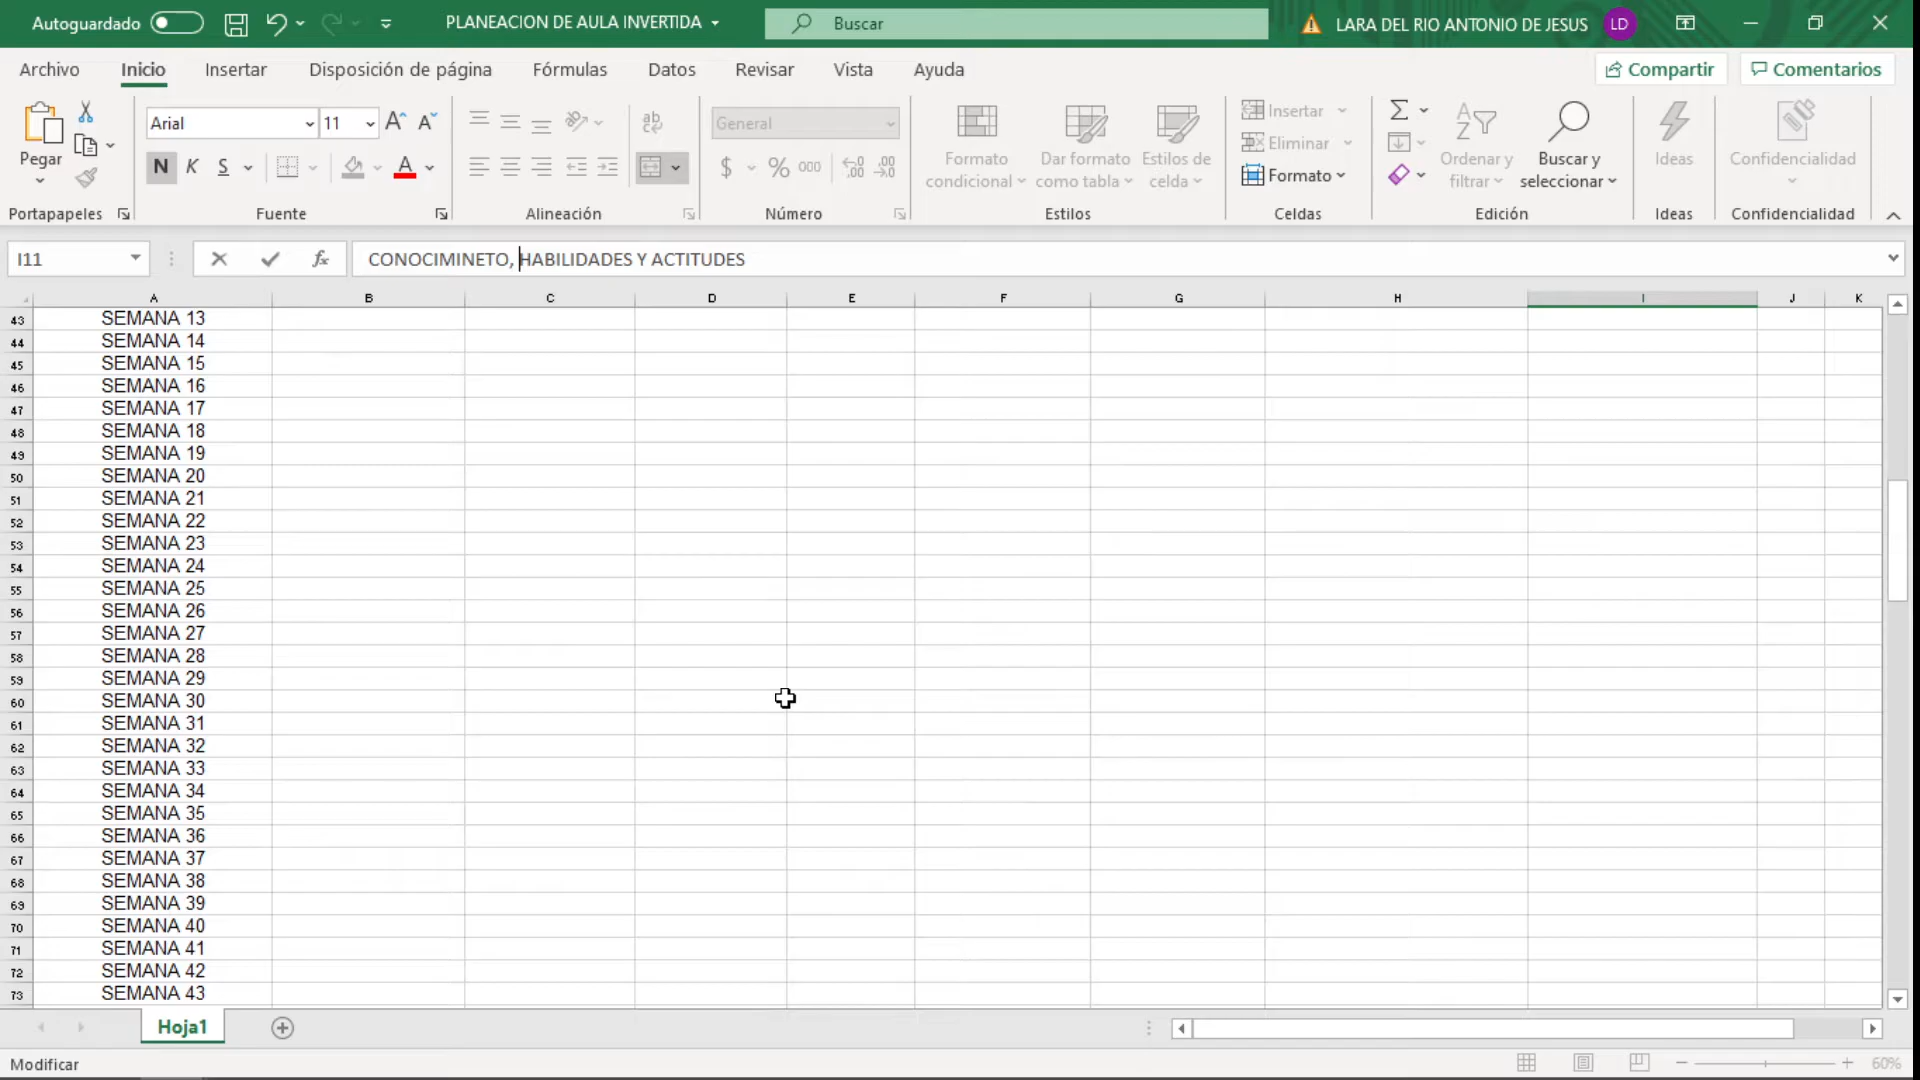 Autoguardado PLANEACION DE AULA INVERTIDA Buscar LARA DEL RIO ANTONIO DE JESUS LD
Archivo Inicio Insertar Disposición de página Fórmulas Datos Revisar Vista Ayuda Compartir Comentarios
Pegar
Portapapeles
Arial 11
N K S
Fuente
Alineación
General
$ % 000
Número
Formato condicional
Dar formato como tabla
Estilos de celda
Estilos
Insertar
Eliminar
Formato
Celdas
Ordenar y filtrar
Buscar y seleccionar
Edición
Ideas
Ideas
Confidencialidad
Confidencialidad
I11 fx CONOCIMINETO, HABILIDADES Y ACTITUDES
A B C D E F G H I J K
43 SEMANA 13
44 SEMANA 14
45 SEMANA 15
46 SEMANA 16
47 SEMANA 17
48 SEMANA 18
49 SEMANA 19
50 SEMANA 20
51 SEMANA 21
52 SEMANA 22
53 SEMANA 23
54 SEMANA 24
55 SEMANA 25
56 SEMANA 26
57 SEMANA 27
58 SEMANA 28
59 SEMANA 29
60 SEMANA 30
61 SEMANA 31
62 SEMANA 32
63 SEMANA 33
64 SEMANA 34
65 SEMANA 35
66 SEMANA 36
67 SEMANA 37
68 SEMANA 38
69 SEMANA 39
70 SEMANA 40
71 SEMANA 41
72 SEMANA 42
73 SEMANA 43
Hoja1
Modificar 60%